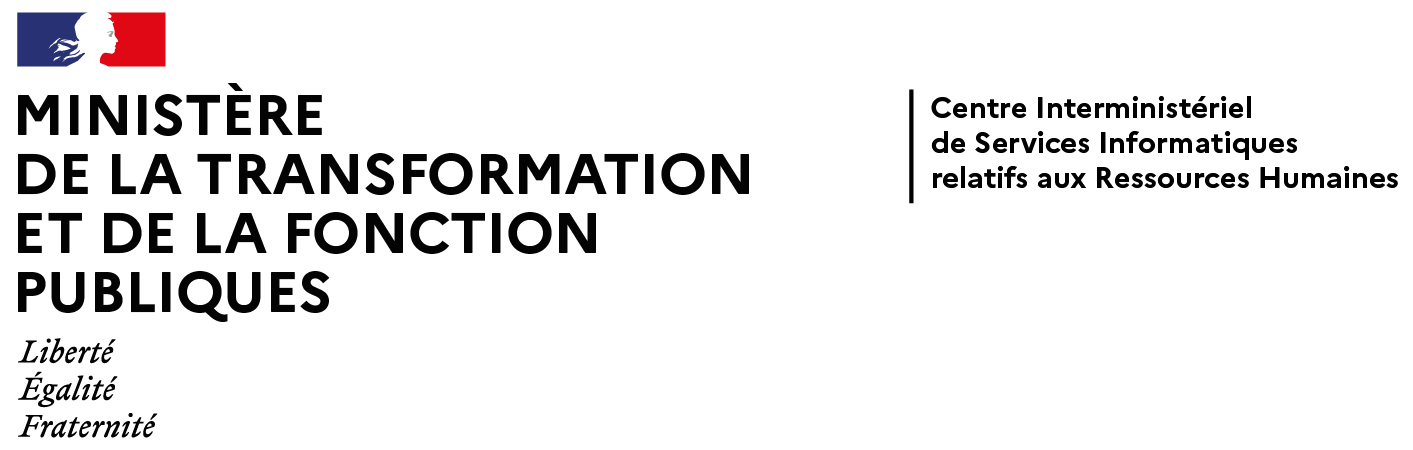 MINISTÈRE
DE LA TRANSFORMATION
ET DE LA FONCTION
PUBLIQUES
Liberté
Égalité
Fraternité
Centre Interministériel
de Services Informatiques
relatifs aux Ressources Humaines